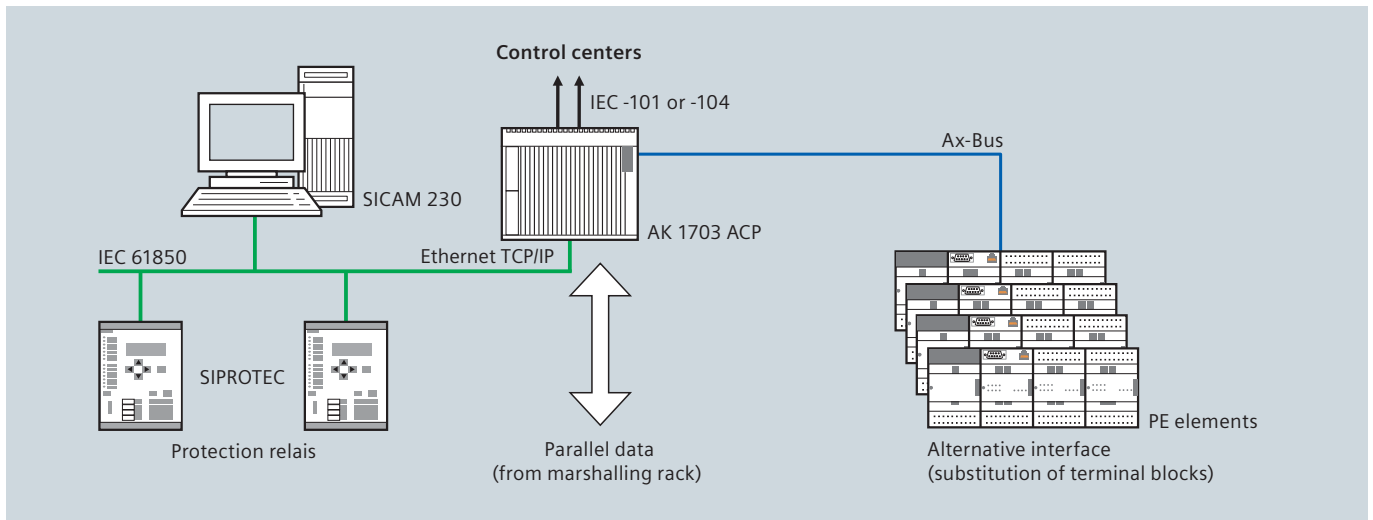 Control centers
IEC -101 or -104
Ax-Bus
SICAM 230
AK 1703 ACP
IEC 61850
Ethernet TCP/IP
SIPROTEC
PE elements
Protection relais
Parallel data
(from marshalling rack)
Alternative interface
(substitution of terminal blocks)